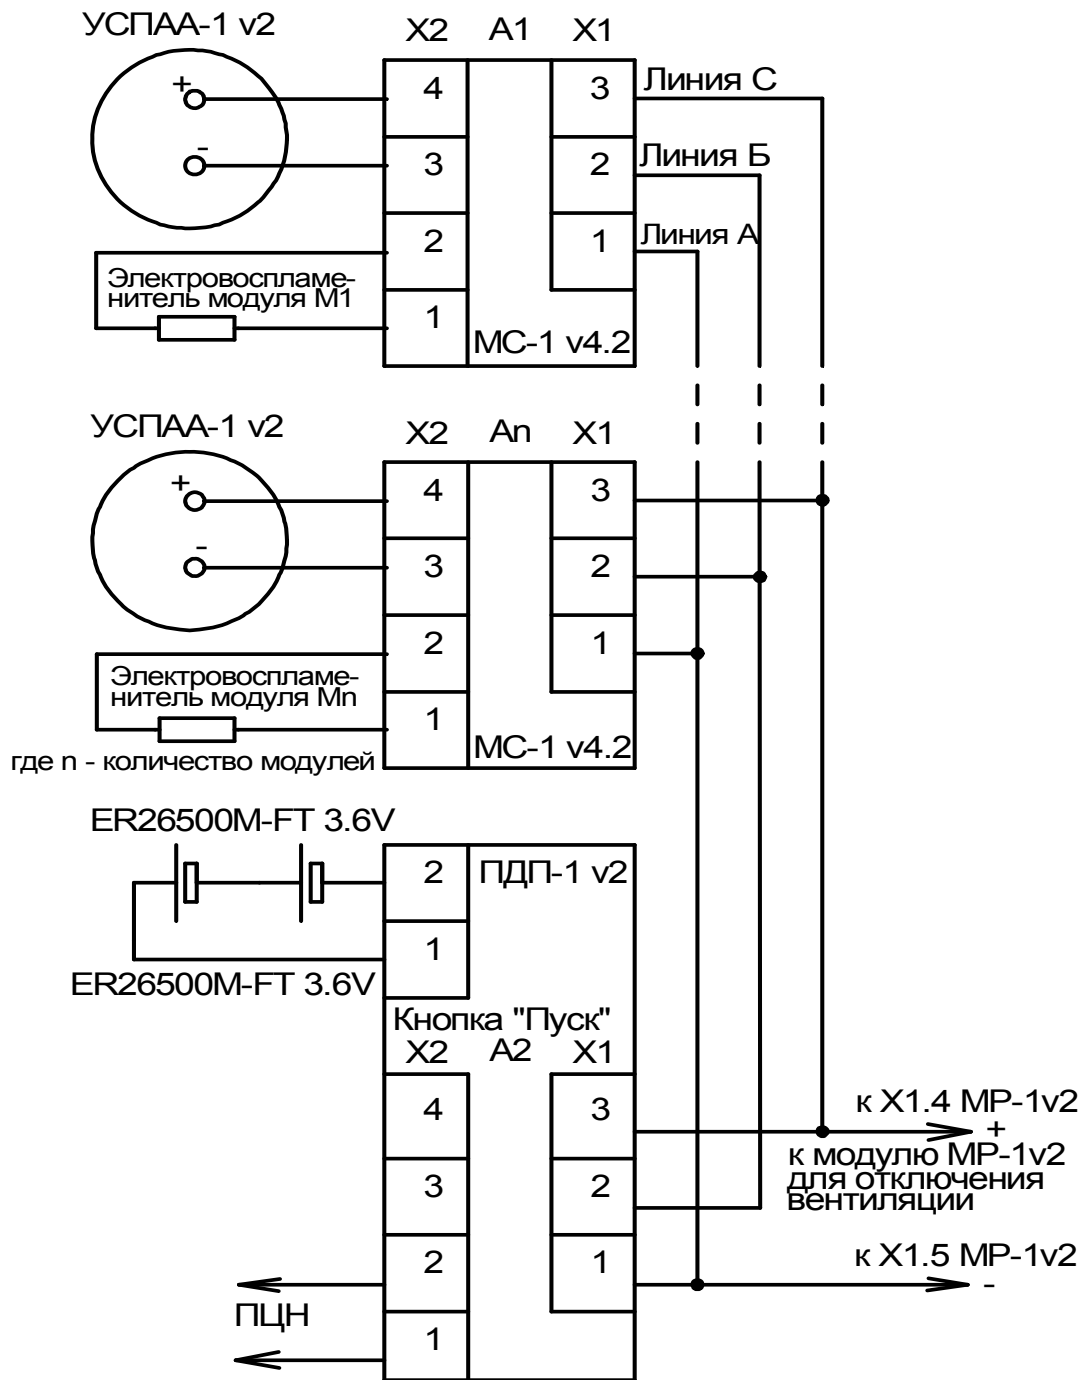 УСПАА-1 v2
X2 A1 X1
+
4 3 Линия С
-
3 2 Линия Б
2 1 Линия А
Электровоспламе-
нитель модуля М1
1
МС-1 v4.2
УСПАА-1 v2
X2 An X1
+
4 3
-
3 2
2 1
Электровоспламе-
нитель модуля Mn
1
МС-1 v4.2
где n - количество модулей
ER26500M-FT 3.6V
2 ПДП-1 v2
1
ER26500M-FT 3.6V
Кнопка "Пуск"
X2 A2 X1
4 3
к X1.4 МР-1v2
+
к модулю МР-1v2
для отключения
вентиляции
3 2
2 1
к X1.5 МР-1v2
-
ПЦН
1